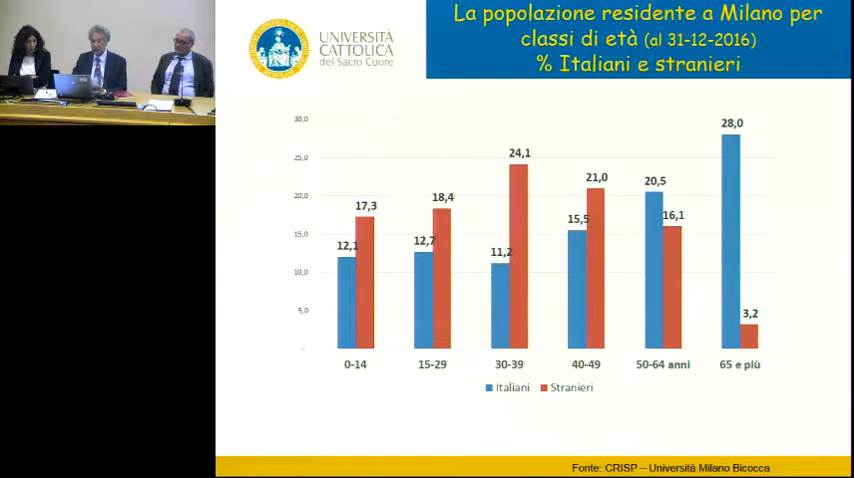 UNIVERSITÀ
CATTOLICA
del Sacro Cuore
La popolazione residente a Milano per
classi di età (al 31-12-2016)
% Italiani e stranieri
30,0
25,0
20,0
15,0
10,0
5,0
-
12,1
17,3
12,7
18,4
11,2
24,1
15,5
21,0
20,5
16,1
28,0
3,2
0-14
15-29
30-39
40-49
50-64 anni
65 e più
Italiani
Stranieri
Fonte: CRISP – Università Milano Bicocca